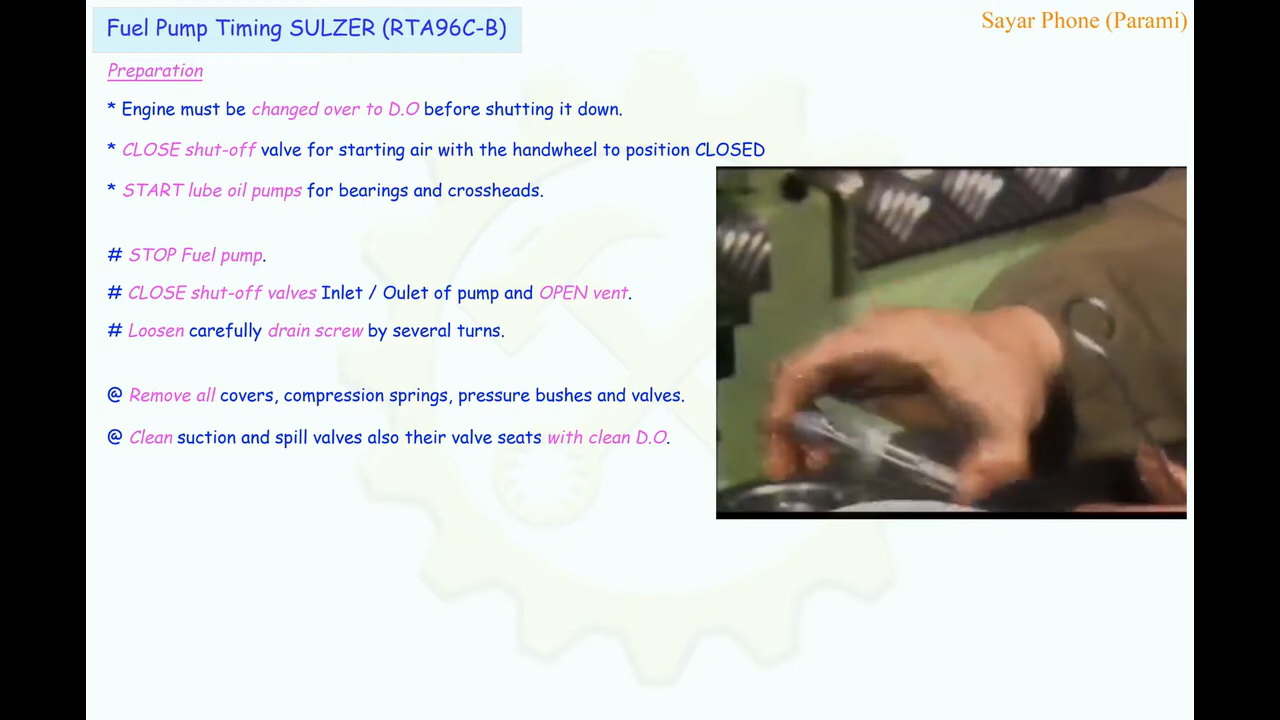 Fuel Pump Timing SULZER (RTA96C-B)
Sayar Phone (Parami)
Preparation
* Engine must be changed over to D.O before shutting it down.
* CLOSE shut-off valve for starting air with the handwheel to position CLOSED
* START lube oil pumps for bearings and crossheads.
# STOP Fuel pump.
# CLOSE shut-off valves Inlet / Oulet of pump and OPEN vent.
# Loosen carefully drain screw by several turns.
@ Remove all covers, compression springs, pressure bushes and valves.
@ Clean suction and spill valves also their valve seats with clean D.O.